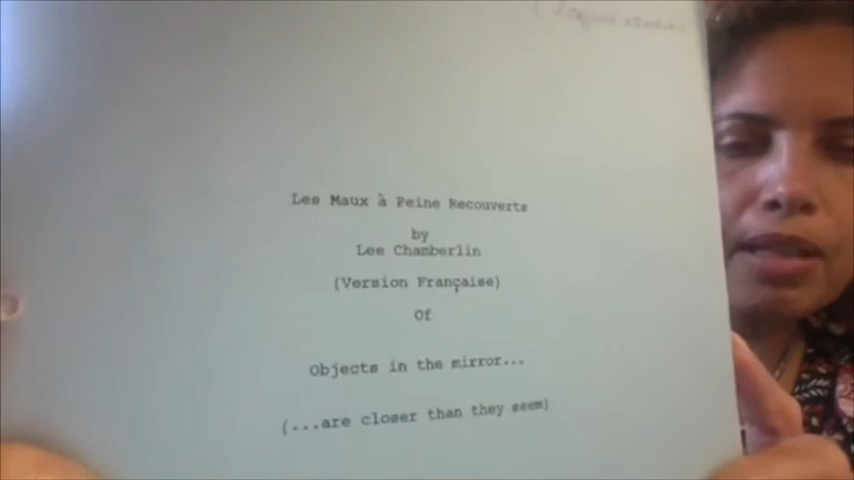 Les Maux à Peine Recouverts
by
Lee Chamberlin
(Version Française)
Of
Objects in the mirror...
(...are closer than they seem)